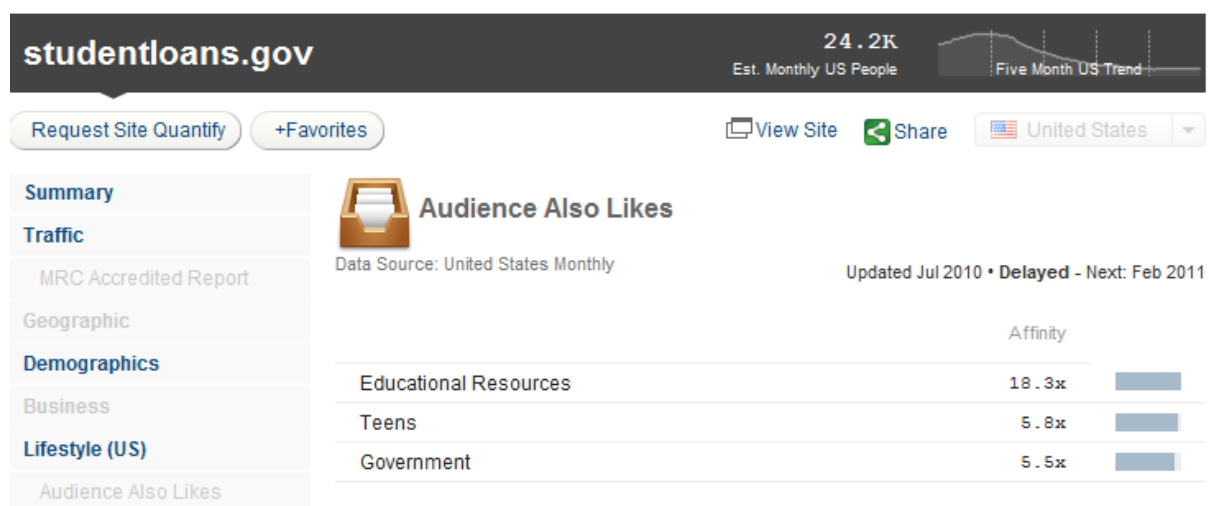 studentloans.gov
24.2K
Est. Monthly US People
Five Month US Trend
Request Site Quantify
+Favorites
View Site
Share
United States
Summary
Traffic
MRC Accredited Report
Geographic
Demographics
Business
Lifestyle (US)
Audience Also Likes
Audience Also Likes
Data Source: United States Monthly
Updated Jul 2010 • Delayed - Next: Feb 2011
Affinity
Educational Resources 18.3x
Teens 5.8x
Government 5.5x